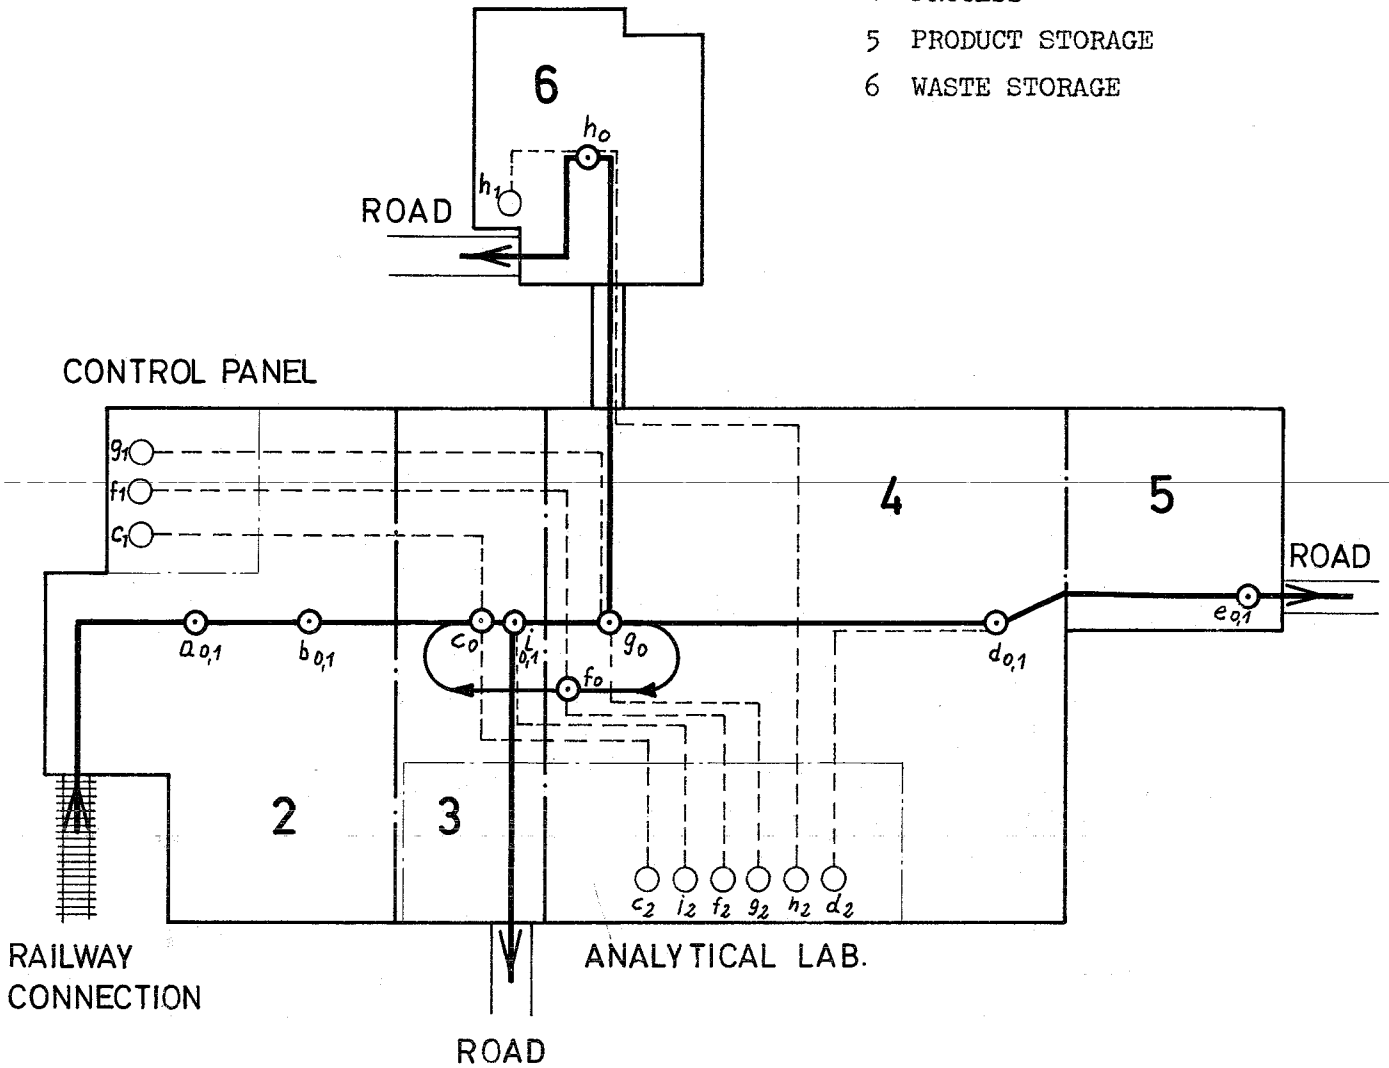 5 PRODUCT STORAGE
6 WASTE STORAGE
6
h0
h1
ROAD
CONTROL PANEL
g1
f1
c1
4
5
ROAD
a0,1
b0,1
c0
i0,1
g0
f0
d0,1
e0,1
2
3
c2
i2
f2
g2
h2
d2
RAILWAY
CONNECTION
ANALYTICAL LAB.
ROAD